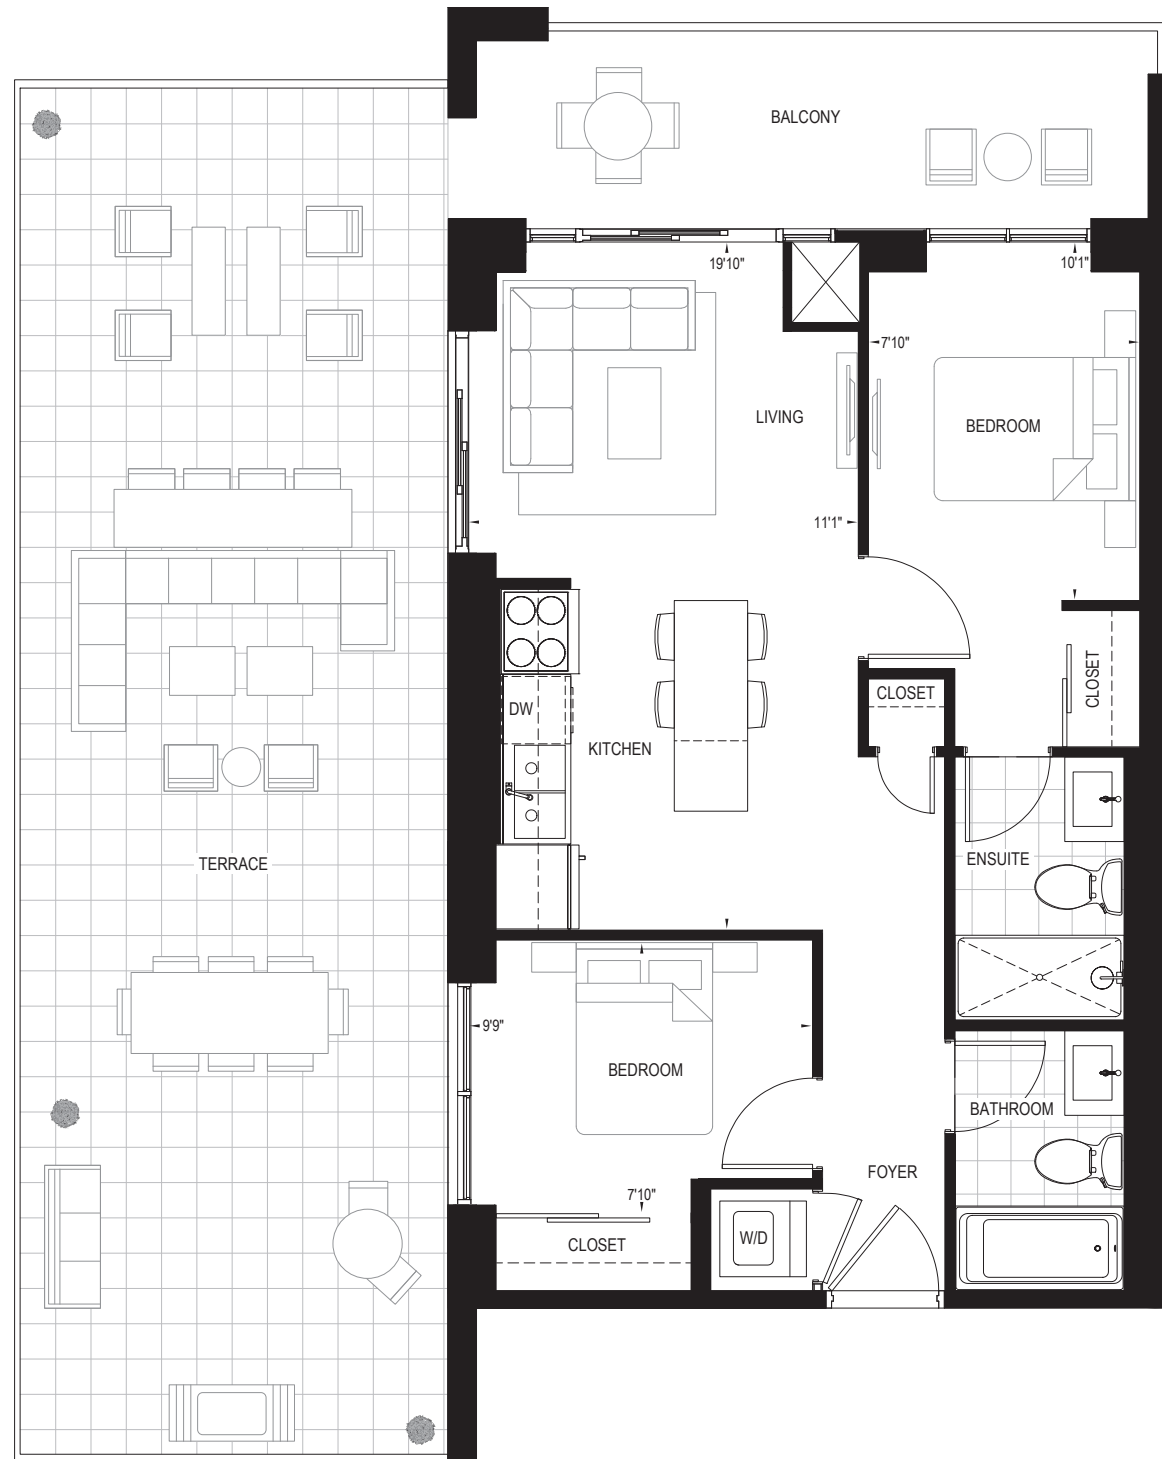 BALCONY
19'10"
10'1"
7'10"
LIVING
BEDROOM
11'1"
CLOSET
CLOSET
DW
KITCHEN
ENSUITE
TERRACE
9'9"
BEDROOM
BATHROOM
FOYER
7'10"
W/D
CLOSET